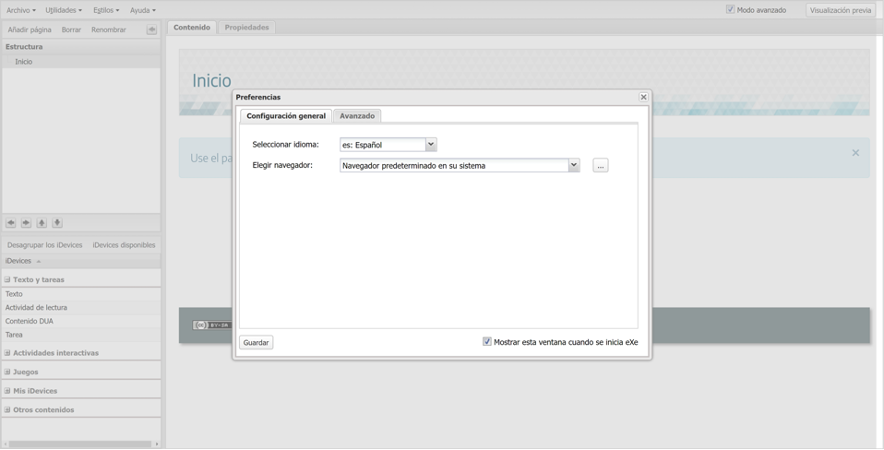 Archivo Utilidades Estilos Ayuda Modo avanzado Visualización previa
Añadir página Borrar Renombrar
Contenido Propiedades
Estructura
Inicio
Inicio
Preferencias
Configuración general Avanzado
Seleccionar idioma: es: Español
Elegir navegador: Navegador predeterminado en su sistema ...
Use el pa
Guardar
Mostrar esta ventana cuando se inicia eXe
Desagrupar los iDevices iDevices disponibles
iDevices
Texto y tareas
Texto
Actividad de lectura
Contenido DUA
Tarea
Actividades interactivas
Juegos
Mis iDevices
Otros contenidos